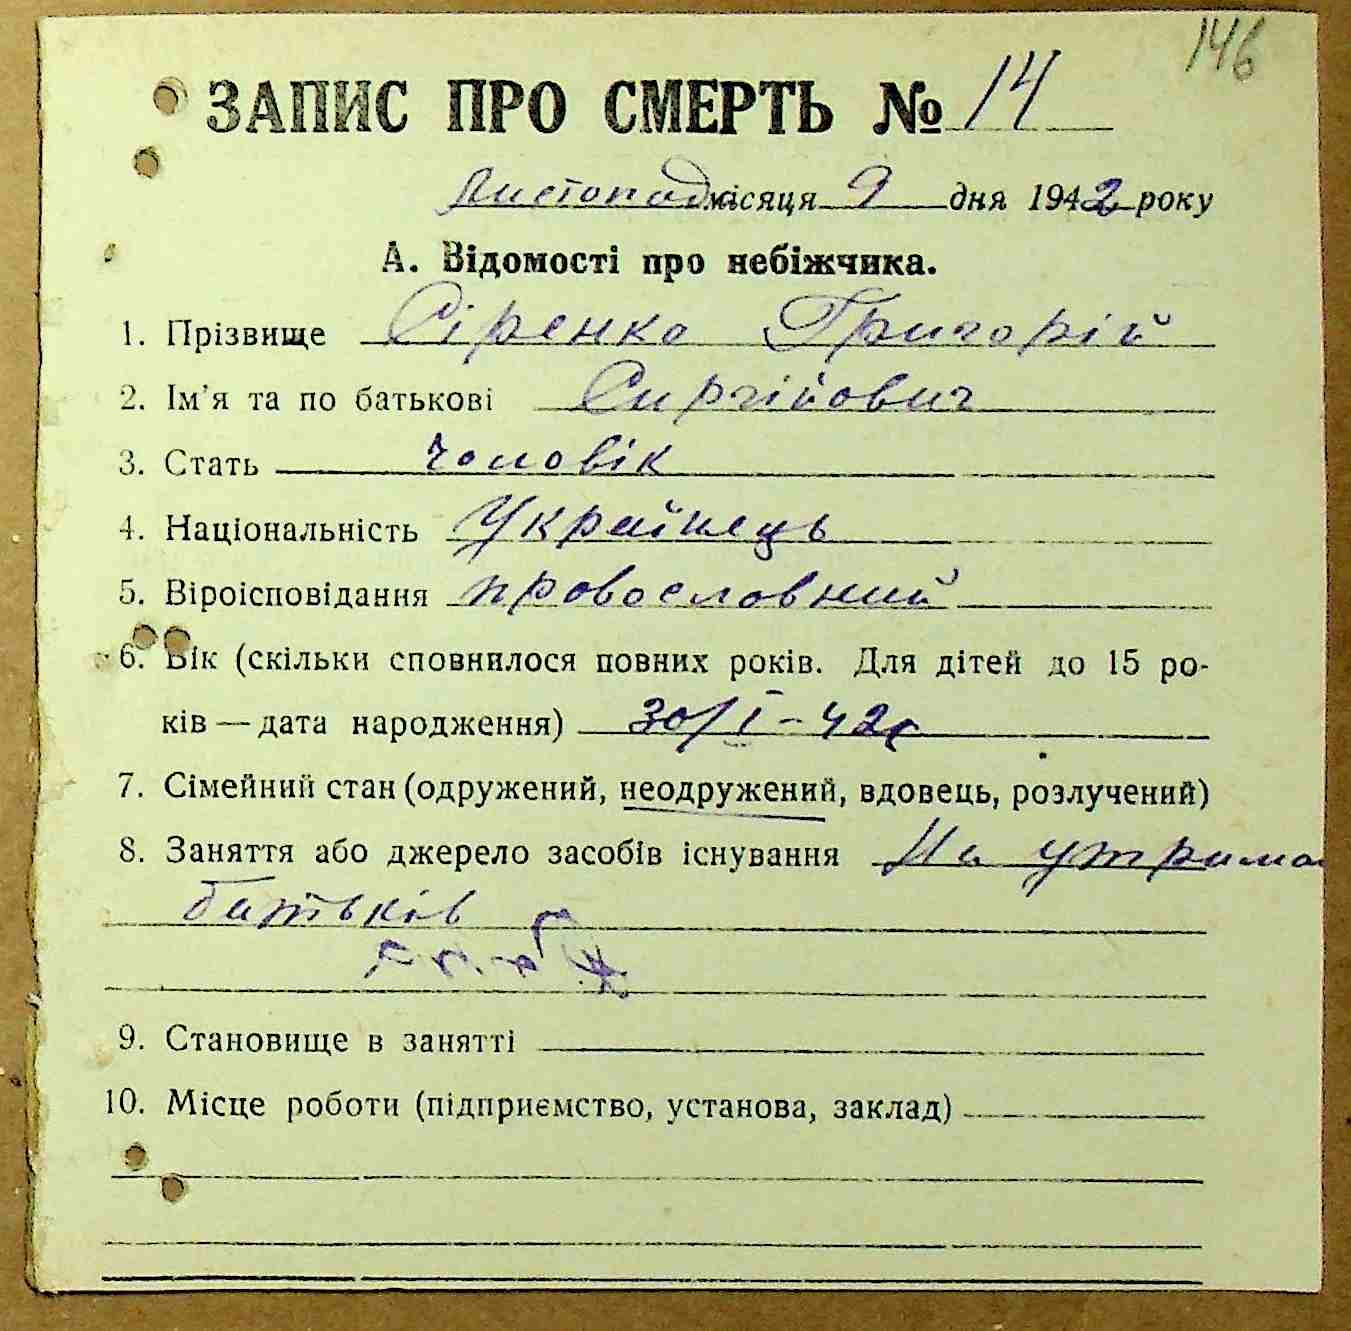 146
ЗАПИС ПРО СМЕРТЬ № 14
Листопад місяця 9 дня 1942 року
А. Відомості про небіжчика.
1. Прізвище Сіренко Григорій
2. Ім'я та по батькові Сиргійович
3. Стать чоловік
4. Національність Українець
5. Віроісповідання провословний
6. Вік (скільки сповнилося повних років. Для дітей до 15 ро-
ків — дата народження) 30/I - 42
7. Сімейний стан (одружений, неодружений, вдовець, розлучений)
8. Заняття або джерело засобів існування На утрима
батьків
9. Становище в занятті
10. Місце роботи (підприємство, установа, заклад)